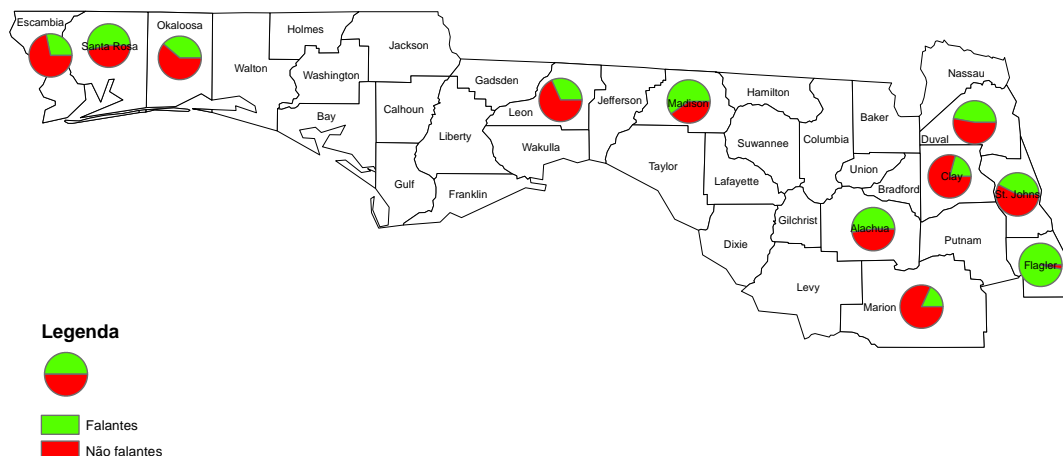 Escambia
Santa Rosa
Okaloosa
Walton
Holmes
Washington
Jackson
Bay
Calhoun
Gulf
Gadsden
Liberty
Franklin
Leon
Wakulla
Jefferson
Madison
Taylor
Hamilton
Suwannee
Lafayette
Dixie
Columbia
Gilchrist
Levy
Baker
Union
Bradford
Alachua
Marion
Nassau
Duval
Clay
St. Johns
Putnam
Flagler
Legenda
Falantes
Não falantes